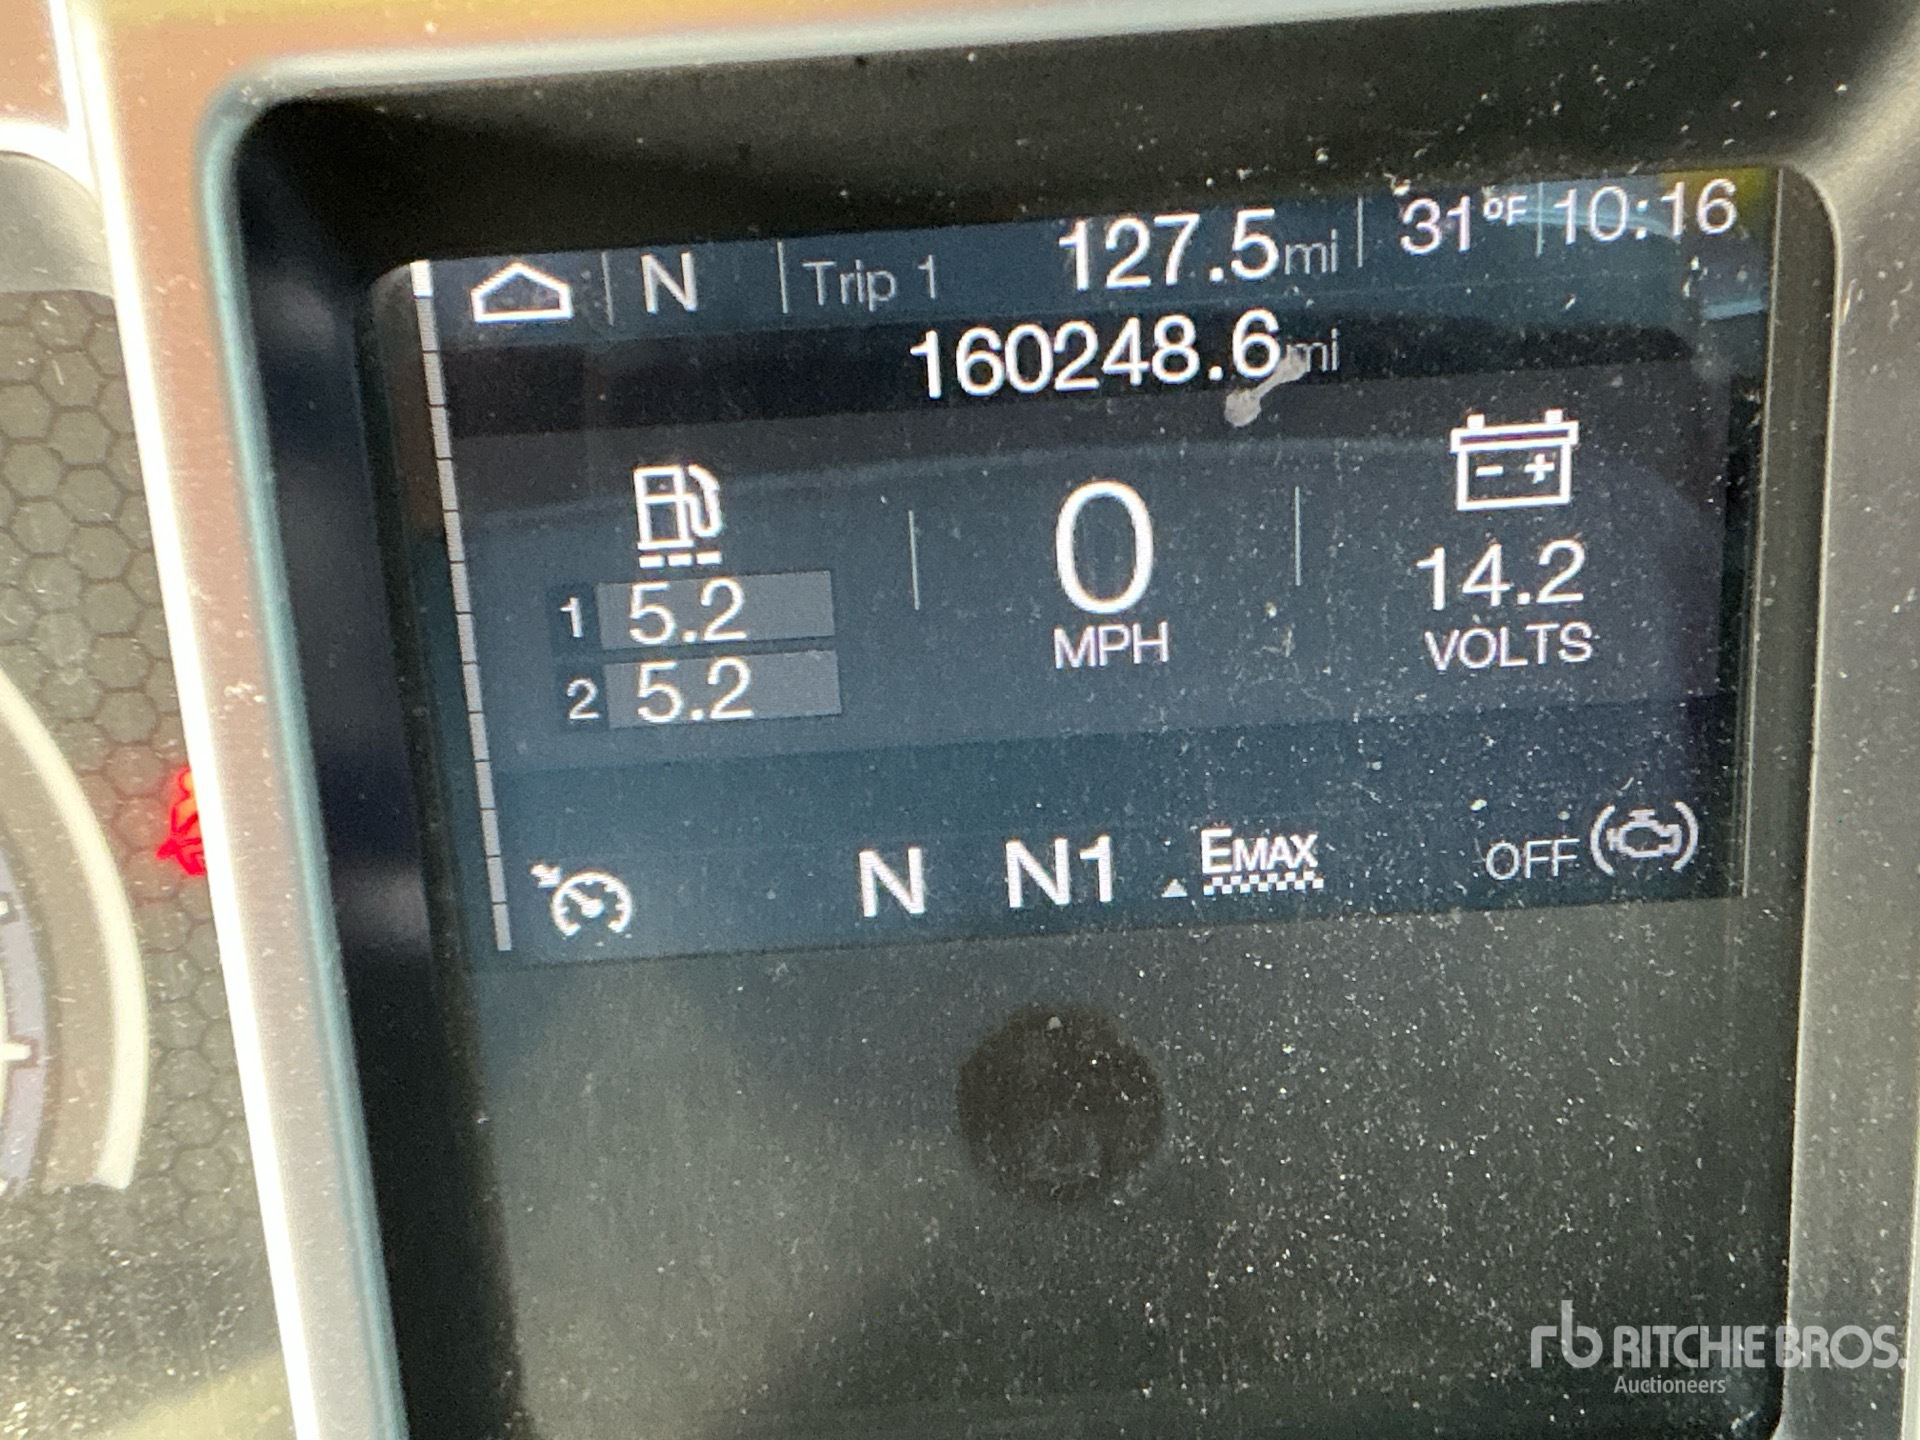 N Trip 1 127.5mi 31°F 10:16
160248.6mi
1 5.2
2 5.2
0
MPH
- +
14.2
VOLTS
N N1 EMAX OFF
rb RITCHIE BROS.
Auctioneers